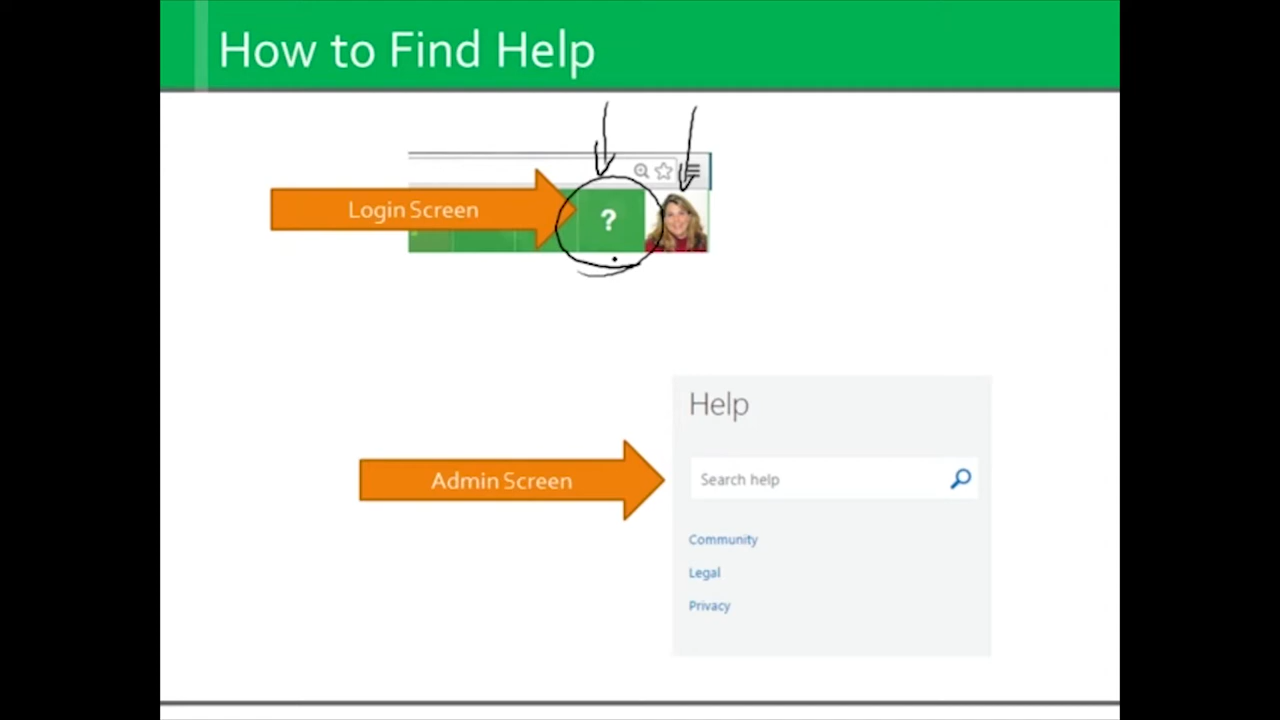 How to Find Help
Login Screen
?
Help
Admin Screen
Search help
Community
Legal
Privacy